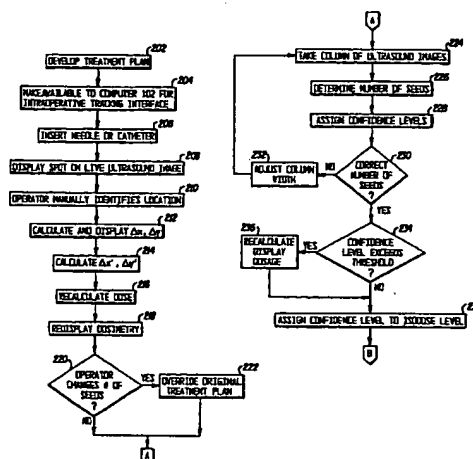 202
DEVELOP TREATMENT PLAN
204
MAKE AVAILABLE TO COMPUTER 102 FOR
INTRAOPERATIVE TRACKING INTERFACE
206
INSERT NEEDLE OR CATHETER
208
DISPLAY SPOT ON LIVE ULTRASOUND IMAGE
210
OPERATOR MANUALLY IDENTIFIES LOCATION
212
CALCULATE AND DISPLAY Δx, Δy
214
CALCULATE Δx', Δy'
216
RECALCULATE DOSE
218
REDISPLAY DOSIMETRY
220
OPERATOR
CHANGES # OF
SEEDS
?
YES
222
OVERRIDE ORIGINAL
TREATMENT PLAN
NO
A
A
224
TAKE COLUMN OF ULTRASOUND IMAGES
226
DETERMINE NUMBER OF SEEDS
228
ASSIGN CONFIDENCE LEVELS
230
CORRECT
NUMBER OF
SEEDS
?
NO
232
ADJUST COLUMN
WIDTH
YES
234
CONFIDENCE
LEVEL EXCEEDS
THRESHOLD
?
YES
236
RECALCULATE
DISPLAY
DOSAGE
NO
ASSIGN CONFIDENCE LEVEL TO ISODOSE LEVEL
B